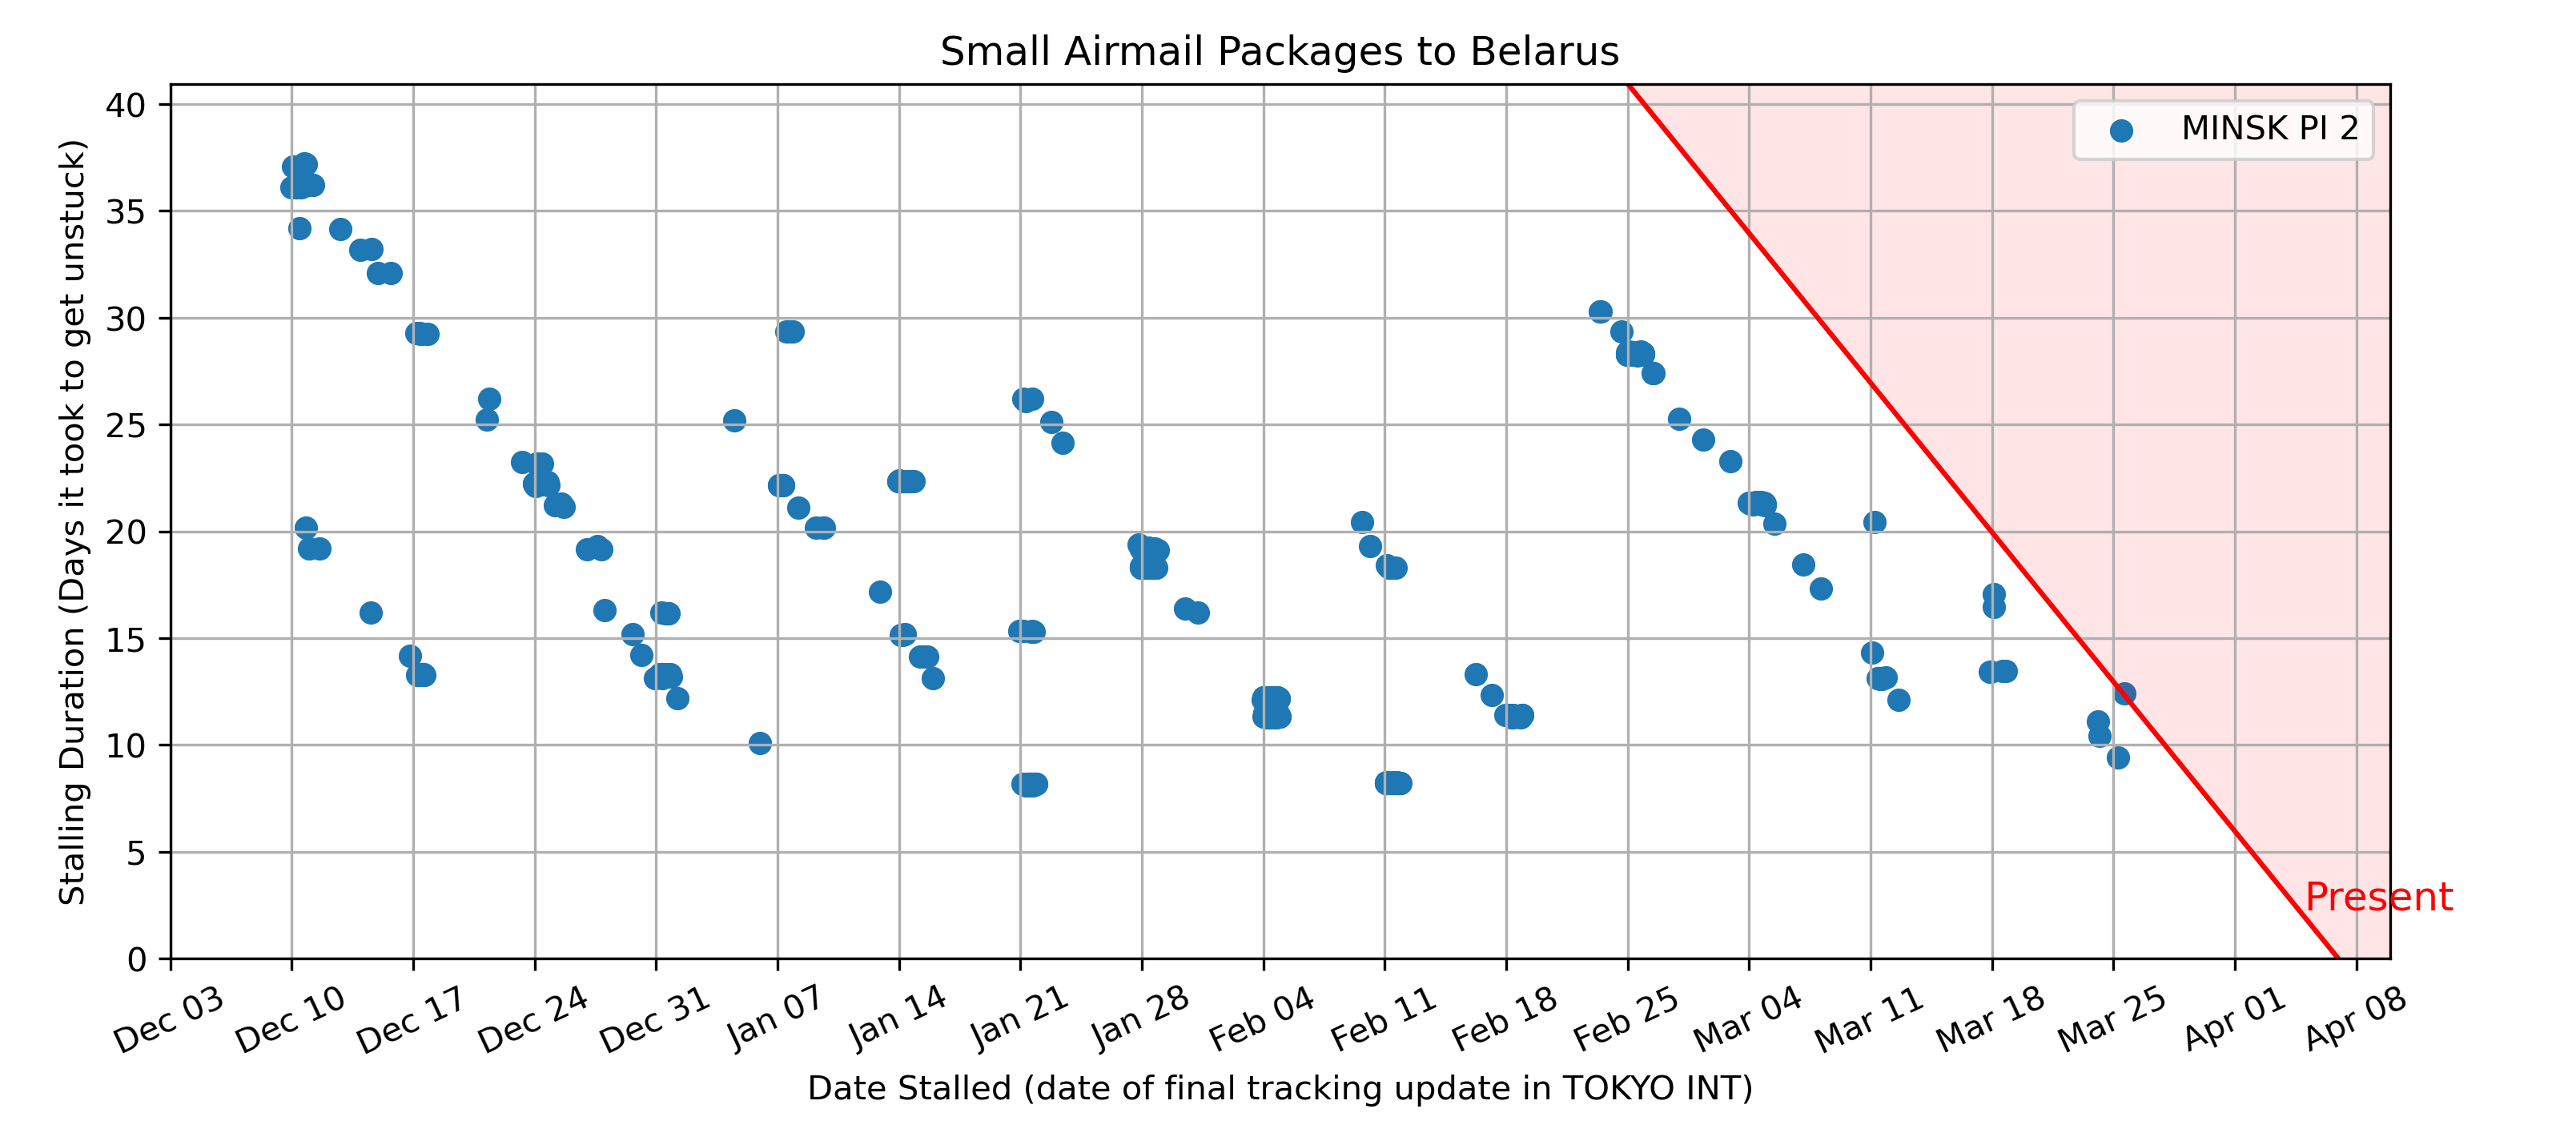 Small Airmail Packages to Belarus
MINSK PI 2
Stalling Duration (Days it took to get unstuck)
40
35
30
25
20
15
10
5
0
Present
Dec 03
Dec 10
Dec 17
Dec 24
Dec 31
Jan 07
Jan 14
Jan 21
Jan 28
Feb 04
Feb 11
Feb 18
Feb 25
Mar 04
Mar 11
Mar 18
Mar 25
Apr 01
Apr 08
Date Stalled (date of final tracking update in TOKYO INT)